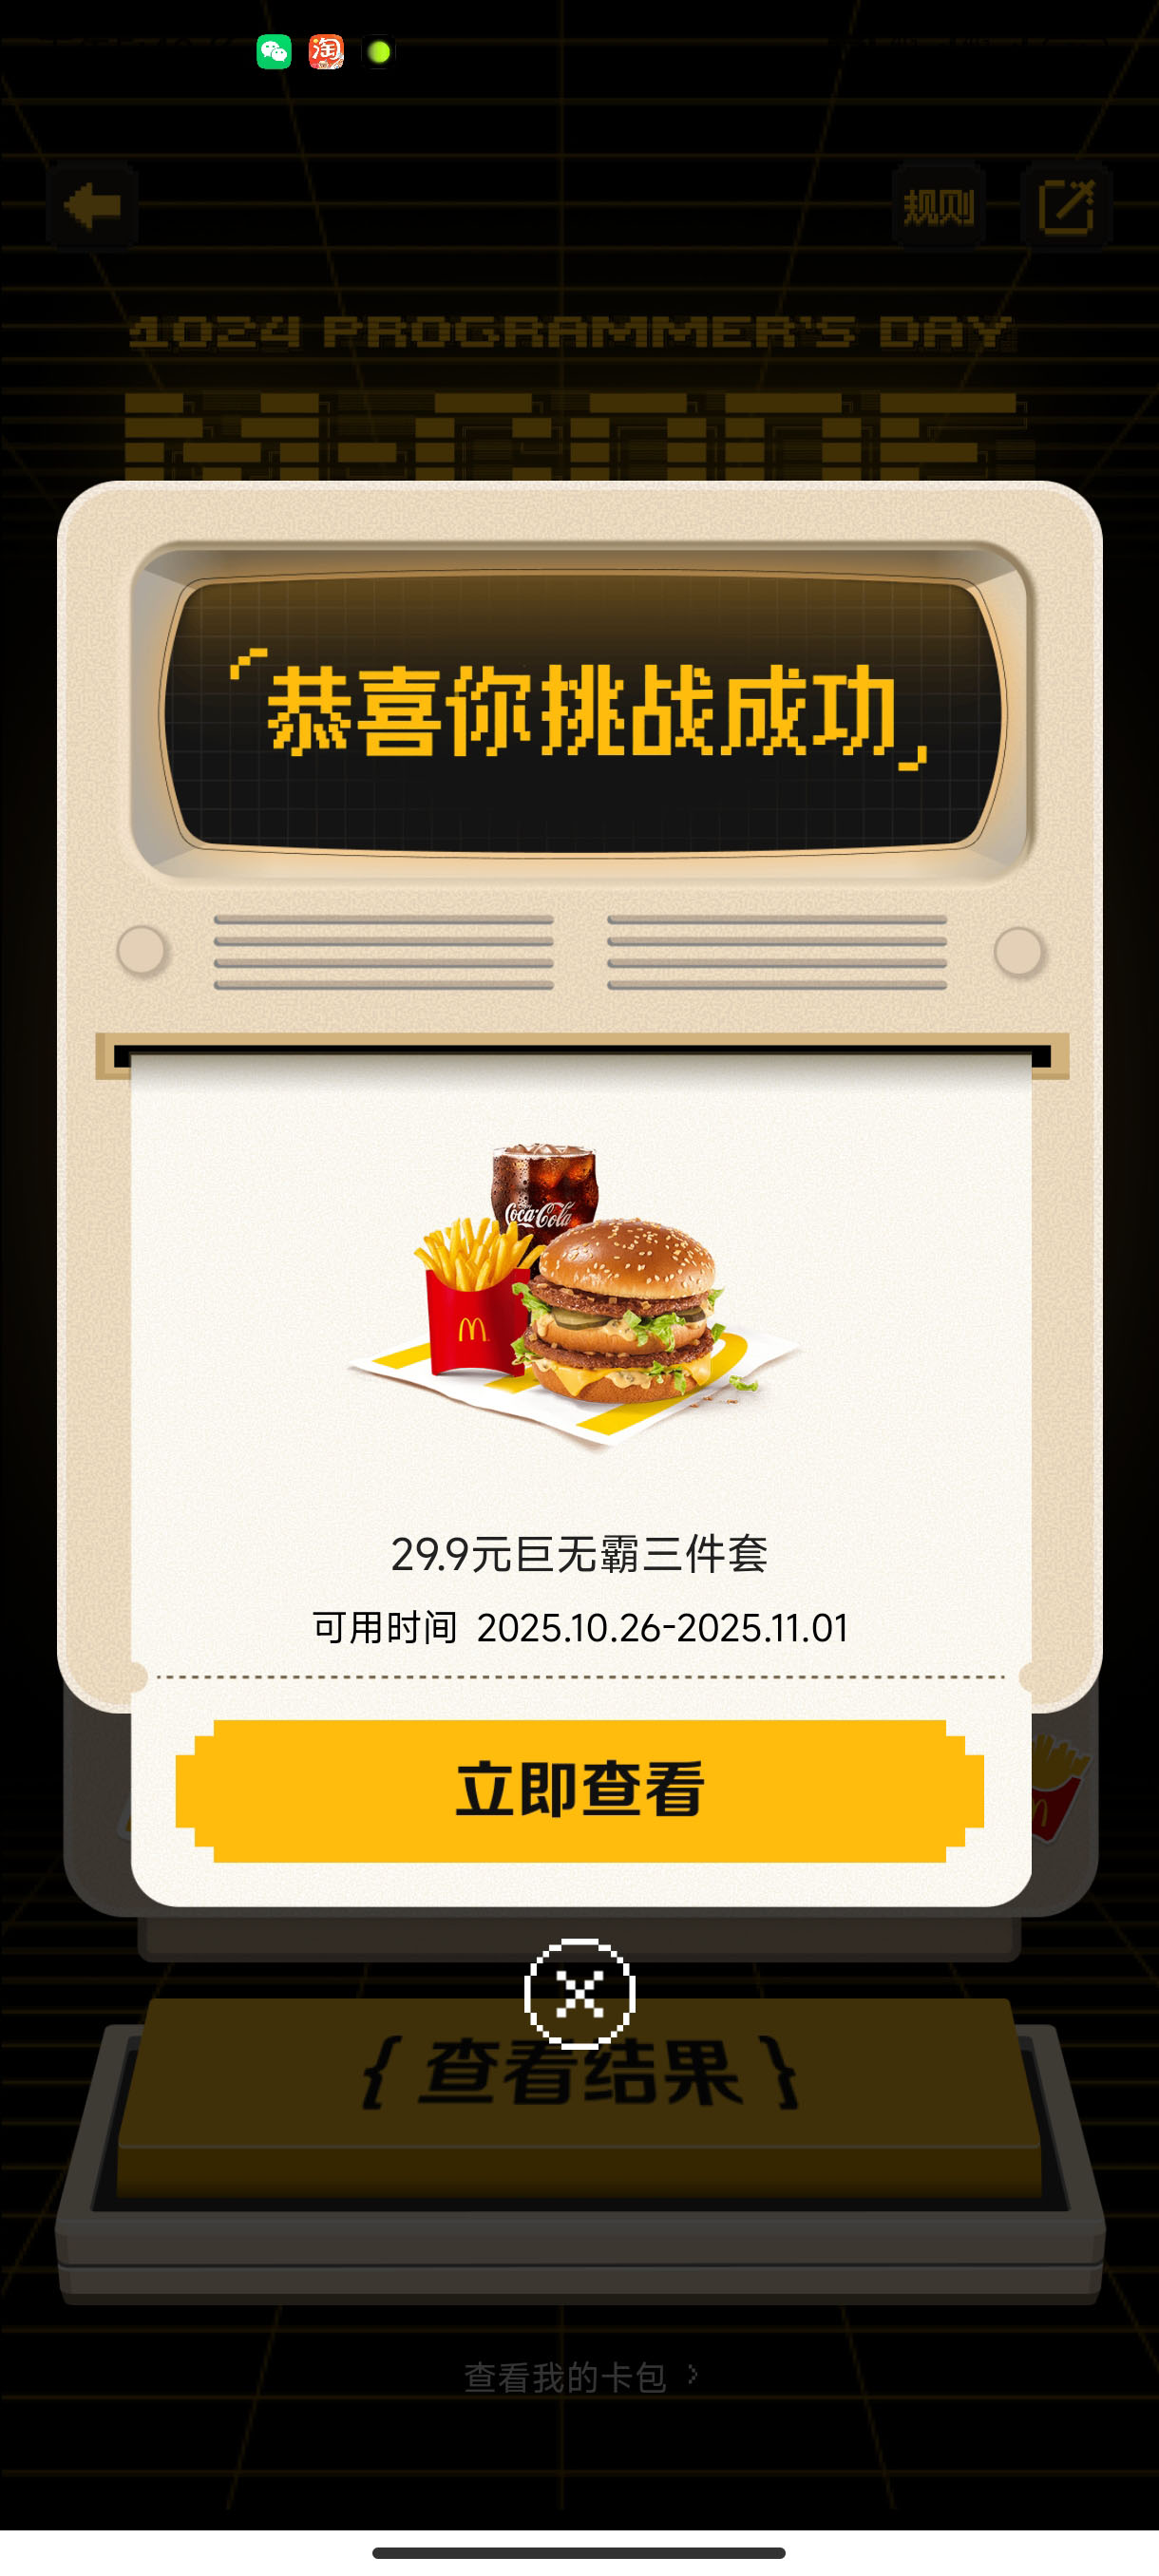 淘
规则
1024 PROGRAMMER'S DAY
恭喜你挑战成功
Coca-Cola
29.9元巨无霸三件套
可用时间 2025.10.26-2025.11.01
立即查看
{ 查看结果 }
查看我的卡包 >